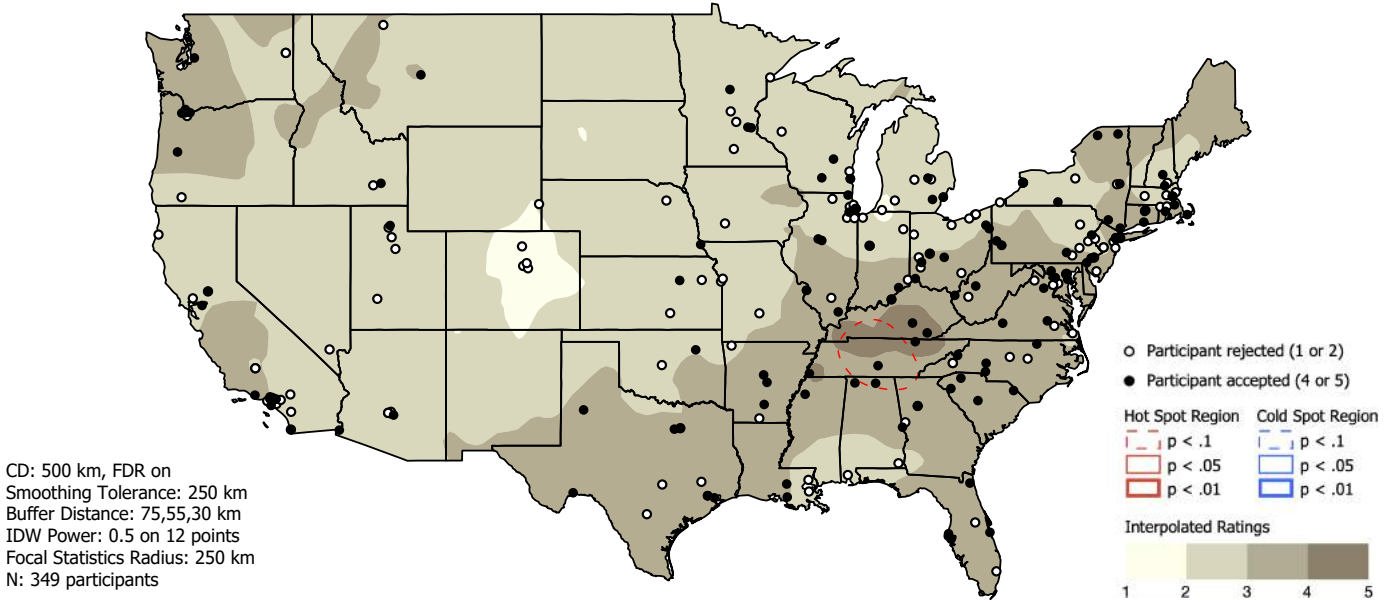 CD: 500 km, FDR on
Smoothing Tolerance: 250 km
Buffer Distance: 75,55,30 km
IDW Power: 0.5 on 12 points
Focal Statistics Radius: 250 km
N: 349 participants
Participant rejected (1 or 2)
Participant accepted (4 or 5)
Hot Spot Region Cold Spot Region
p < .1 p < .1
p < .05 p < .05
p < .01 p < .01
Interpolated Ratings
1 2 3 4 5